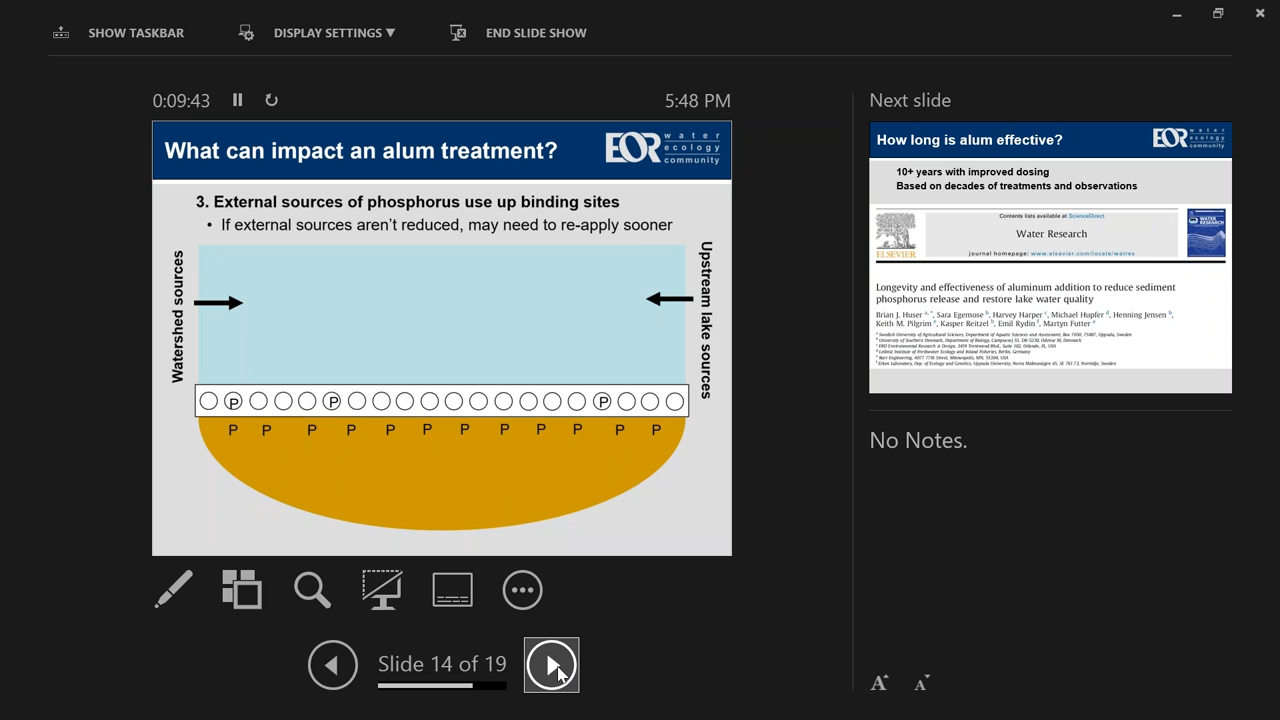 SHOW TASKBAR
DISPLAY SETTINGS ▼
END SLIDE SHOW
0:09:43
5:48 PM
What can impact an alum treatment?
EOR
water
ecology
community
3. External sources of phosphorus use up binding sites
• If external sources aren't reduced, may need to re-apply sooner
Watershed sources
Upstream lake sources
P P P
P P P P P P P P P P P P
Slide 14 of 19
Next slide
How long is alum effective?
EOR
water
ecology
community
10+ years with improved dosing
Based on decades of treatments and observations
Contents lists available at ScienceDirect
Water Research
journal homepage: www.elsevier.com/locate/watres
ELSEVIER
WATER RESEARCH
Longevity and effectiveness of aluminum addition to reduce sediment
phosphorus release and restore lake water quality
Brian J. Huser a, *, Sara Egemose b, Harvey Harper c, Michael Hupfer d, Henning Jensen b,
Keith M. Pilgrim e, Kasper Reitzel b, Emil Rydin f, Martyn Futter a
No Notes.
A A